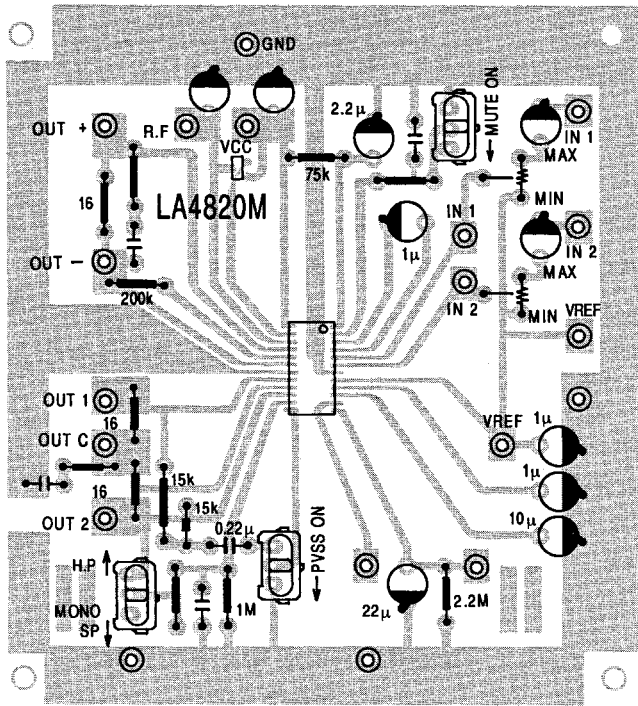 GND
OUT +
R.F
2.2μ
MUTE ON
IN 1
VCC
75k
MAX
16
LA4820M
MIN
IN 1
IN 2
1μ
OUT −
MAX
200k
IN 2
MIN
VREF
OUT 1
16
VREF
1μ
OUT C
1μ
16
15k
15k
10μ
OUT 2
0.22μ
PVSS ON
H.P
MONO
SP
1M
22μ
2.2M